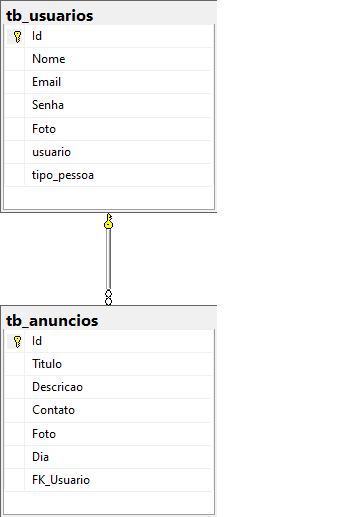 tb_usuarios
Id
Nome
Email
Senha
Foto
usuario
tipo_pessoa
tb_anuncios
Id
Titulo
Descricao
Contato
Foto
Dia
FK_Usuario